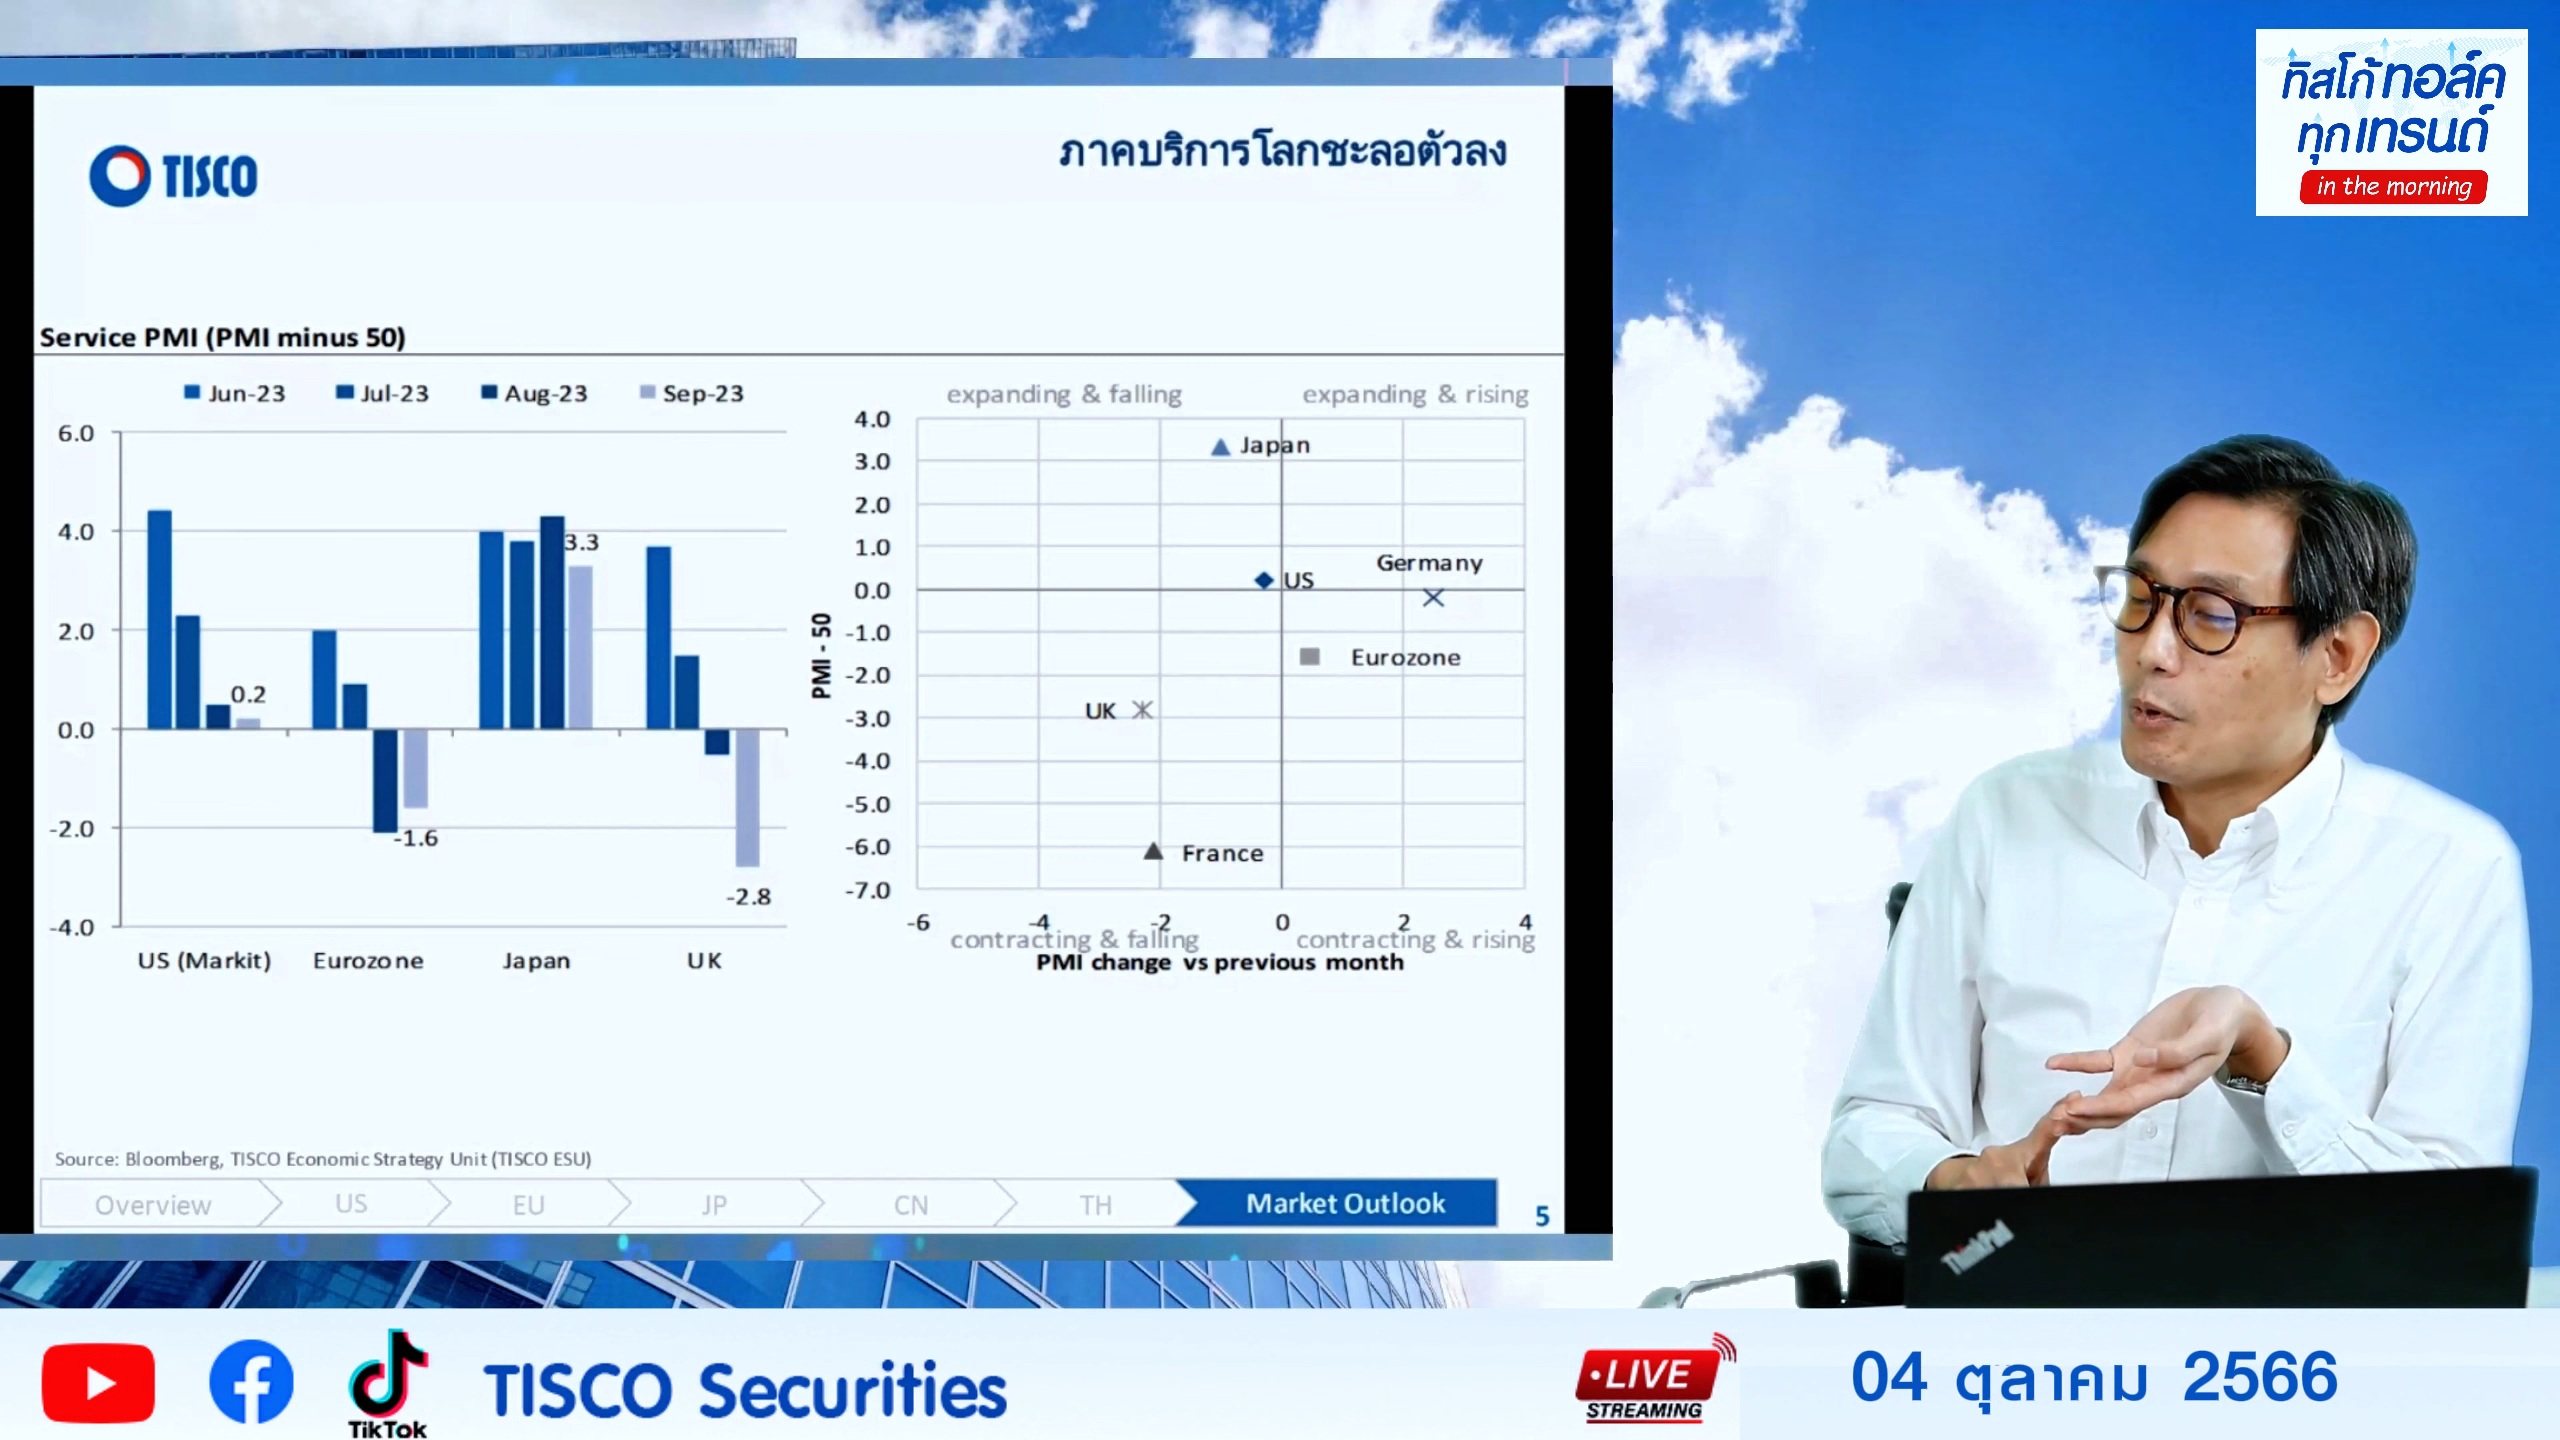 ทิสโก้ทอล์ค
ทุกเทรนด์
in the morning
TISCO
ภาคบริการโลกชะลอตัวลง
Service PMI (PMI minus 50)
Jun-23 Jul-23 Aug-23 Sep-23
6.0
4.0
2.0
0.0
-2.0
-4.0
0.2
-1.6
3.3
-2.8
US (Markit) Eurozone Japan UK
expanding & falling expanding & rising
4.0
3.0
2.0
1.0
0.0
-1.0
-2.0
-3.0
-4.0
-5.0
-6.0
-7.0
PMI - 50
Japan
Germany
US
Eurozone
UK
France
-6 -4 -2 0 2 4
contracting & falling contracting & rising
PMI change vs previous month
Source: Bloomberg, TISCO Economic Strategy Unit (TISCO ESU)
Overview US EU JP CN TH Market Outlook 5
ThinkPad
TikTok
TISCO Securities
LIVE
STREAMING
04 ตุลาคม 2566